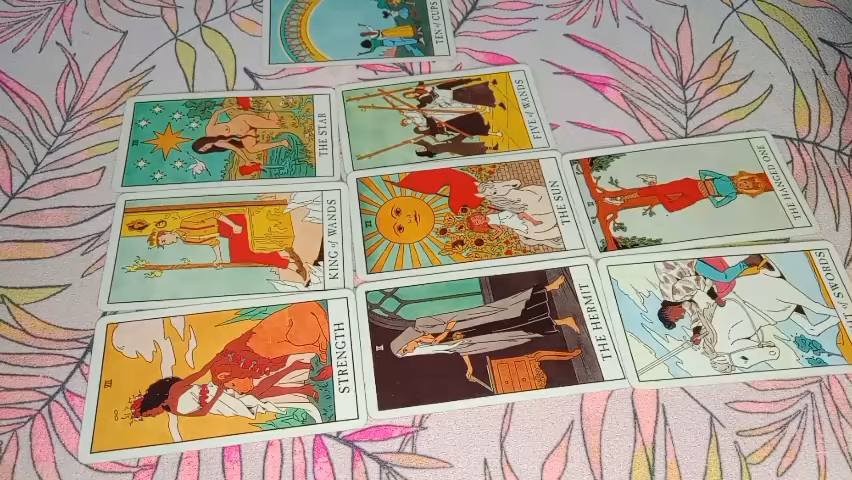 TEN of CUPS
THE STAR
FIVE of WANDS
KING of WANDS
THE SUN
THE HANGED ONE
STRENGTH
THE HERMIT
SWORDS